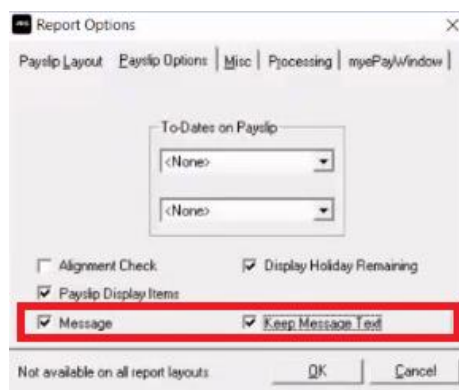 Report Options
Payslip Layout Payslip Options Misc Processing myePayWindow
To-Dates on Payslip
<None>
<None>
Alignment Check Display Holiday Remaining
Payslip Display Items
Message Keep Message Text
Not available on all report layouts OK Cancel